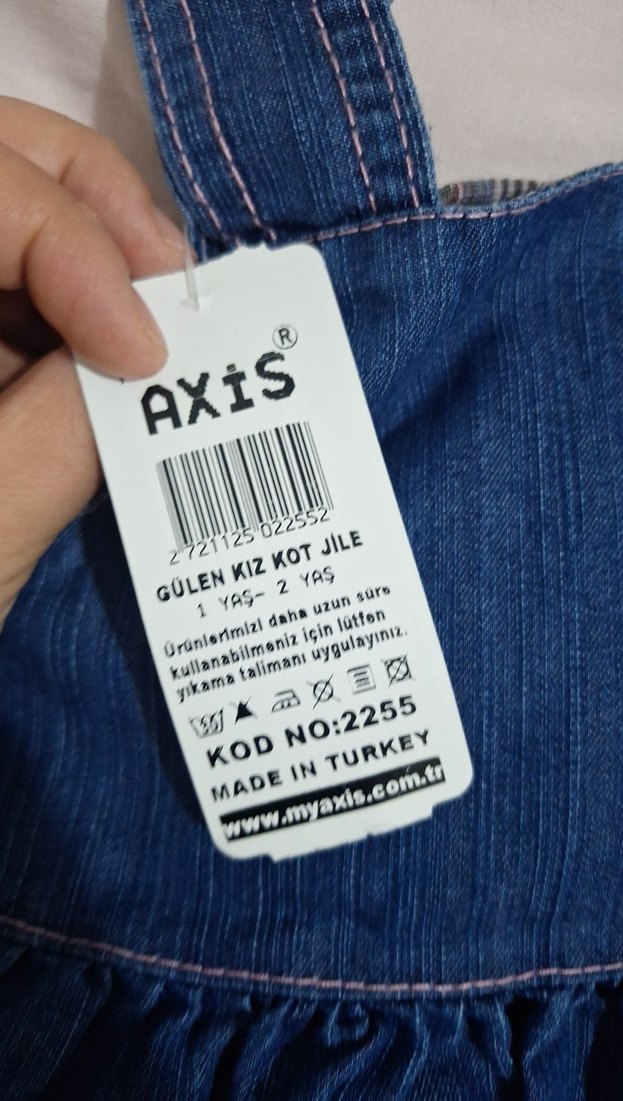 AXİS ®
2 721125 022552
GÜLEN KIZ KOT JİLE
1 YAŞ- 2 YAŞ
Ürünlerimizi daha uzun süre
kullanabilmeniz için lütfen
yıkama talimanı uygulayınız.
KOD NO:2255
MADE IN TURKEY
www.myaxis.com.tr